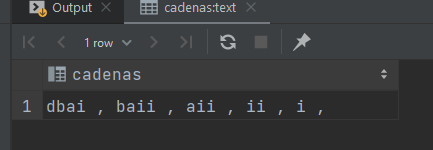 Output
cadenas:text
1 row
cadenas
1 dbai , baii , aii , ii , i ,